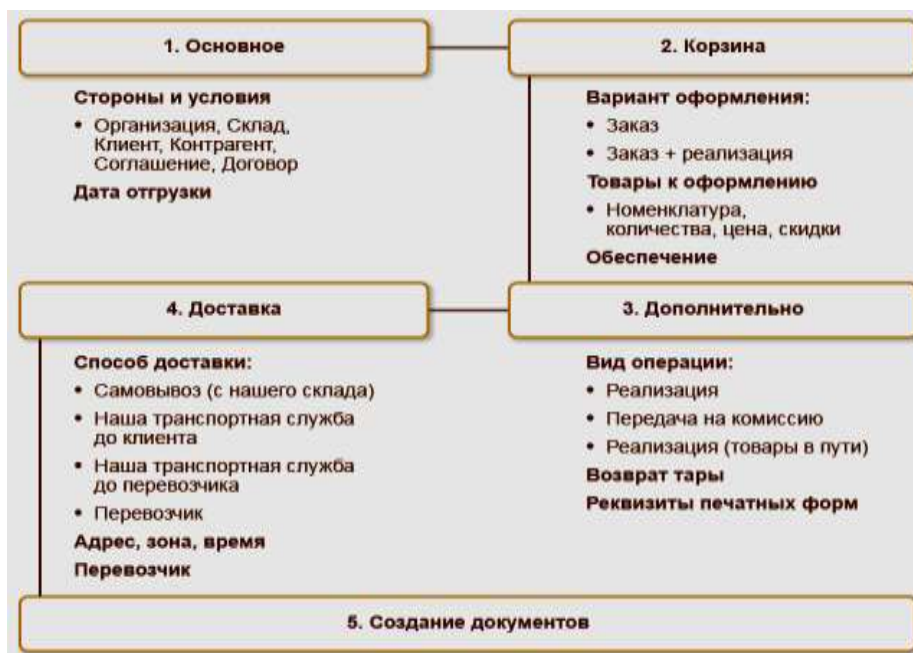 1. Основное
2. Корзина
Стороны и условия
• Организация, Склад,
Клиент, Контрагент,
Соглашение, Договор
Дата отгрузки
Вариант оформления:
• Заказ
• Заказ + реализация
Товары к оформлению
• Номенклатура,
количества, цена, скидки
Обеспечение
4. Доставка
3. Дополнительно
Способ доставки:
• Самовывоз (с нашего склада)
• Наша транспортная служба
до клиента
• Наша транспортная служба
до перевозчика
• Перевозчик
Адрес, зона, время
Перевозчик
Вид операции:
• Реализация
• Передача на комиссию
• Реализация (товары в пути)
Возврат тары
Реквизиты печатных форм
5. Создание документов